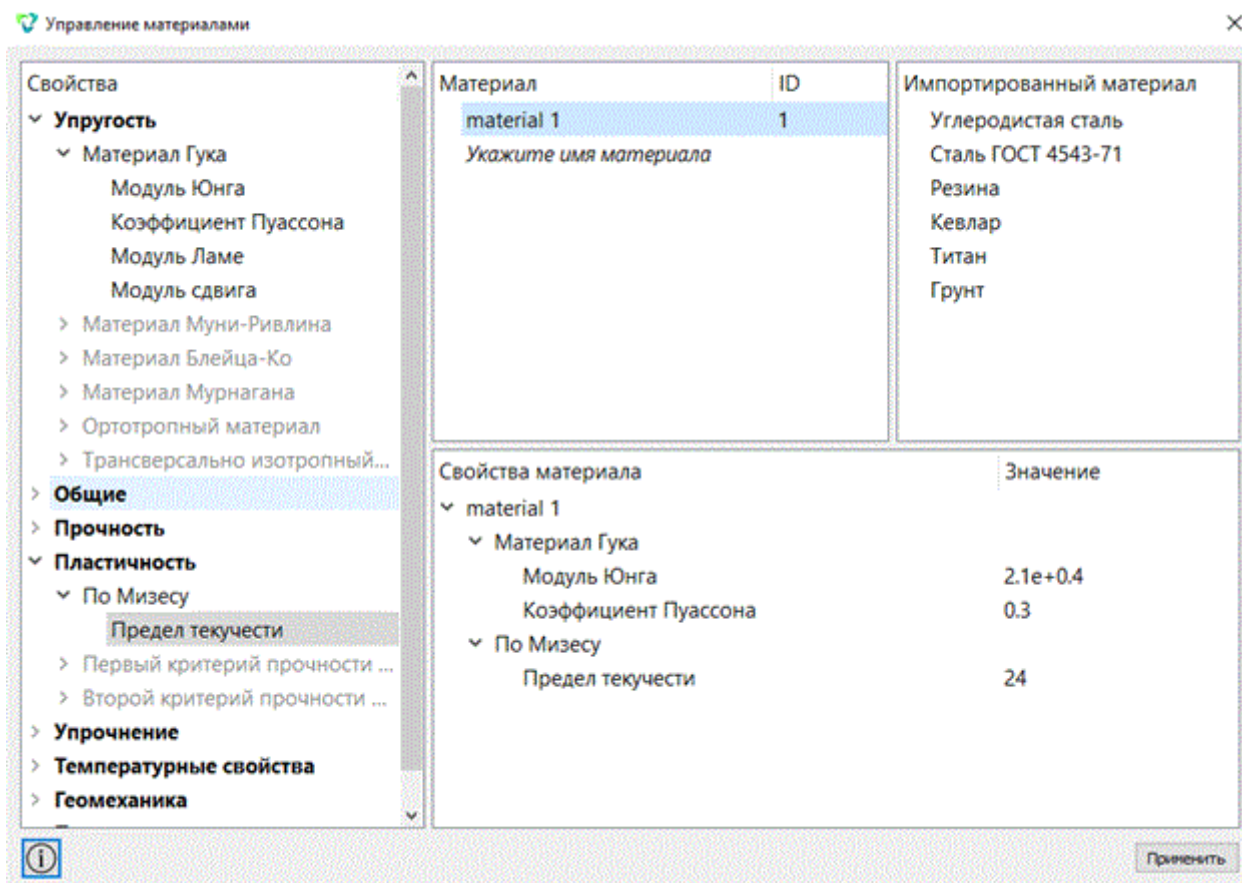 Управление материалами
Свойства
Упругость
Материал Гука
Модуль Юнга
Коэффициент Пуассона
Модуль Ламе
Модуль сдвига
Материал Муни-Ривлина
Материал Блейца-Ко
Материал Мурнагана
Ортотропный материал
Трансверсально изотропный...
Общие
Прочность
Пластичность
По Мизесу
Предел текучести
Первый критерий прочности ...
Второй критерий прочности ...
Упрочнение
Температурные свойства
Геомеханика
Материал ID
material 1 1
Укажите имя материала
Импортированный материал
Углеродистая сталь
Сталь ГОСТ 4543-71
Резина
Кевлар
Титан
Грунт
Свойства материала Значение
material 1
Материал Гука
Модуль Юнга 2.1e+0.4
Коэффициент Пуассона 0.3
По Мизесу
Предел текучести 24
Применить